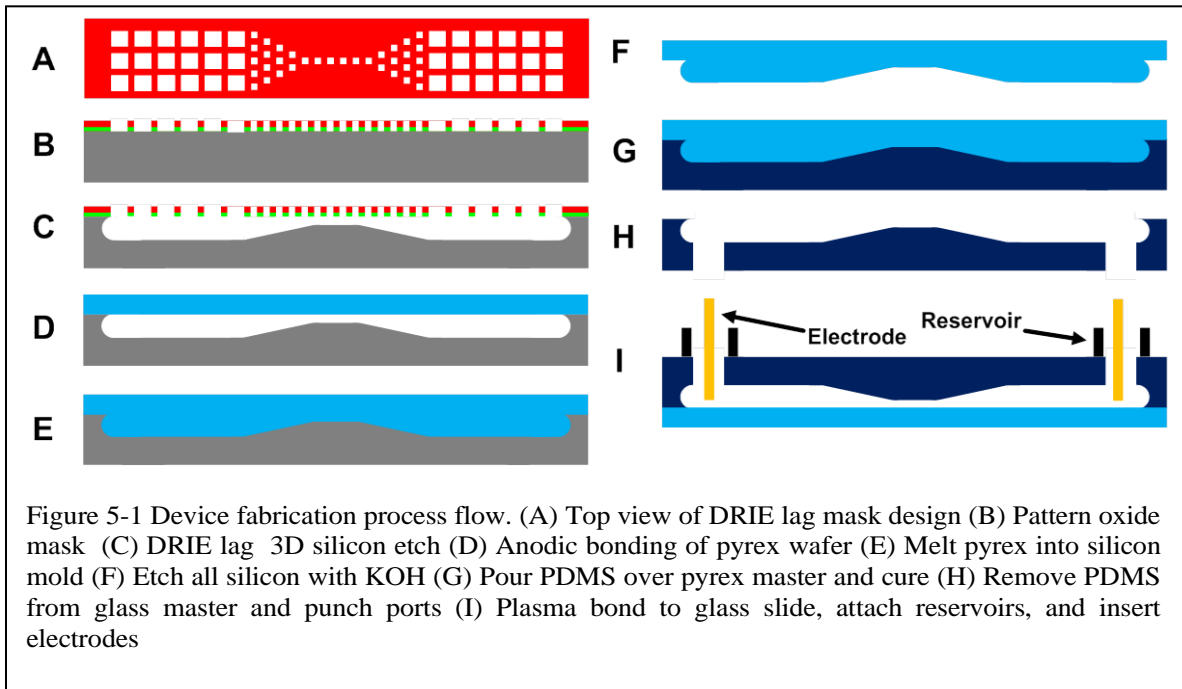 A
B
C
D
E
F
G
H
I
Electrode
Reservoir
Figure 5-1 Device fabrication process flow. (A) Top view of DRIE lag mask design (B) Pattern oxide
mask (C) DRIE lag 3D silicon etch (D) Anodic bonding of pyrex wafer (E) Melt pyrex into silicon
mold (F) Etch all silicon with KOH (G) Pour PDMS over pyrex master and cure (H) Remove PDMS
from glass master and punch ports (I) Plasma bond to glass slide, attach reservoirs, and insert
electrodes